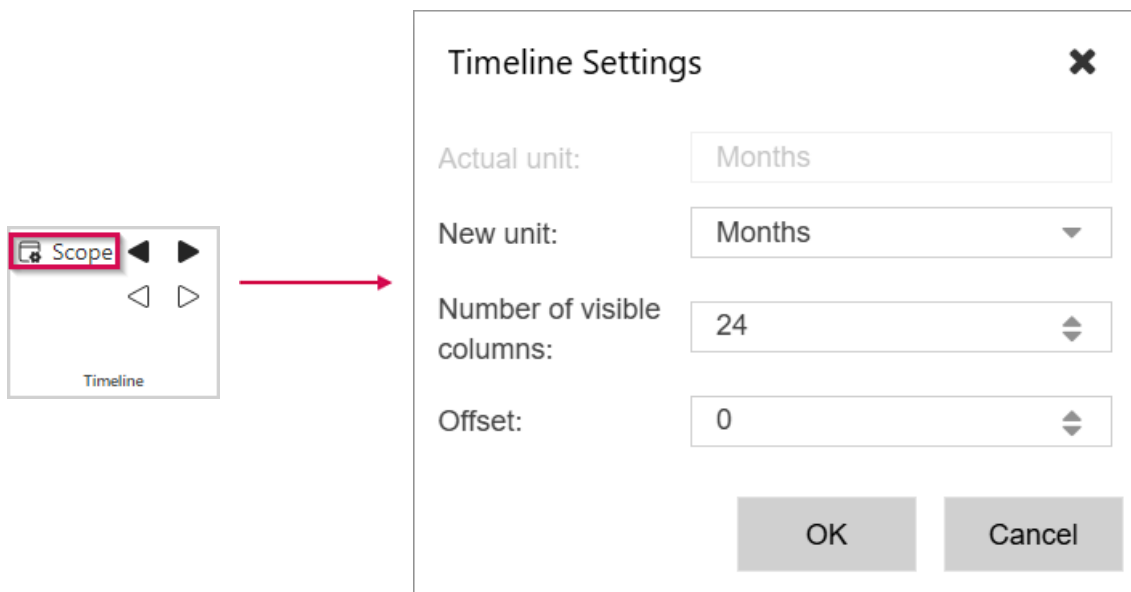 Scope
Timeline
Timeline Settings
Actual unit:
Months
New unit:
Months
Number of visible
columns:
24
Offset:
0
OK
Cancel